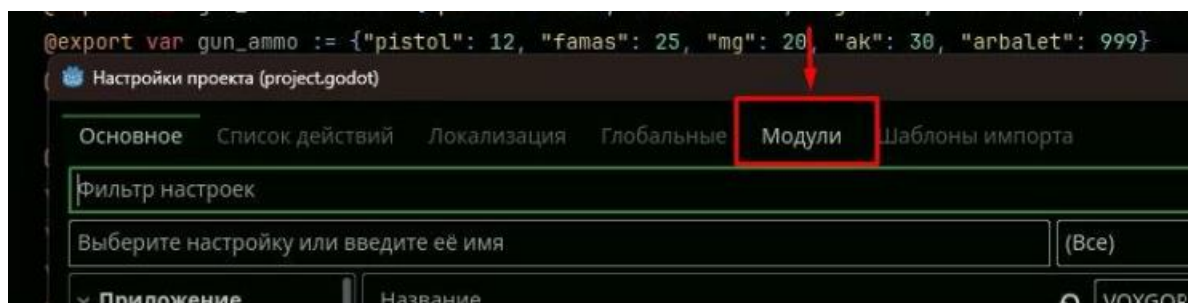 @export var gun_ammo := {"pistol": 12, "famas": 25, "mg": 20, "ak": 30, "arbalet": 999}
Настройки проекта (project.godot)
Основное Список действий Локализация Глобальные Модули Шаблоны импорта
Фильтр настроек
Выберите настройку или введите её имя (Все)
Приложение Название